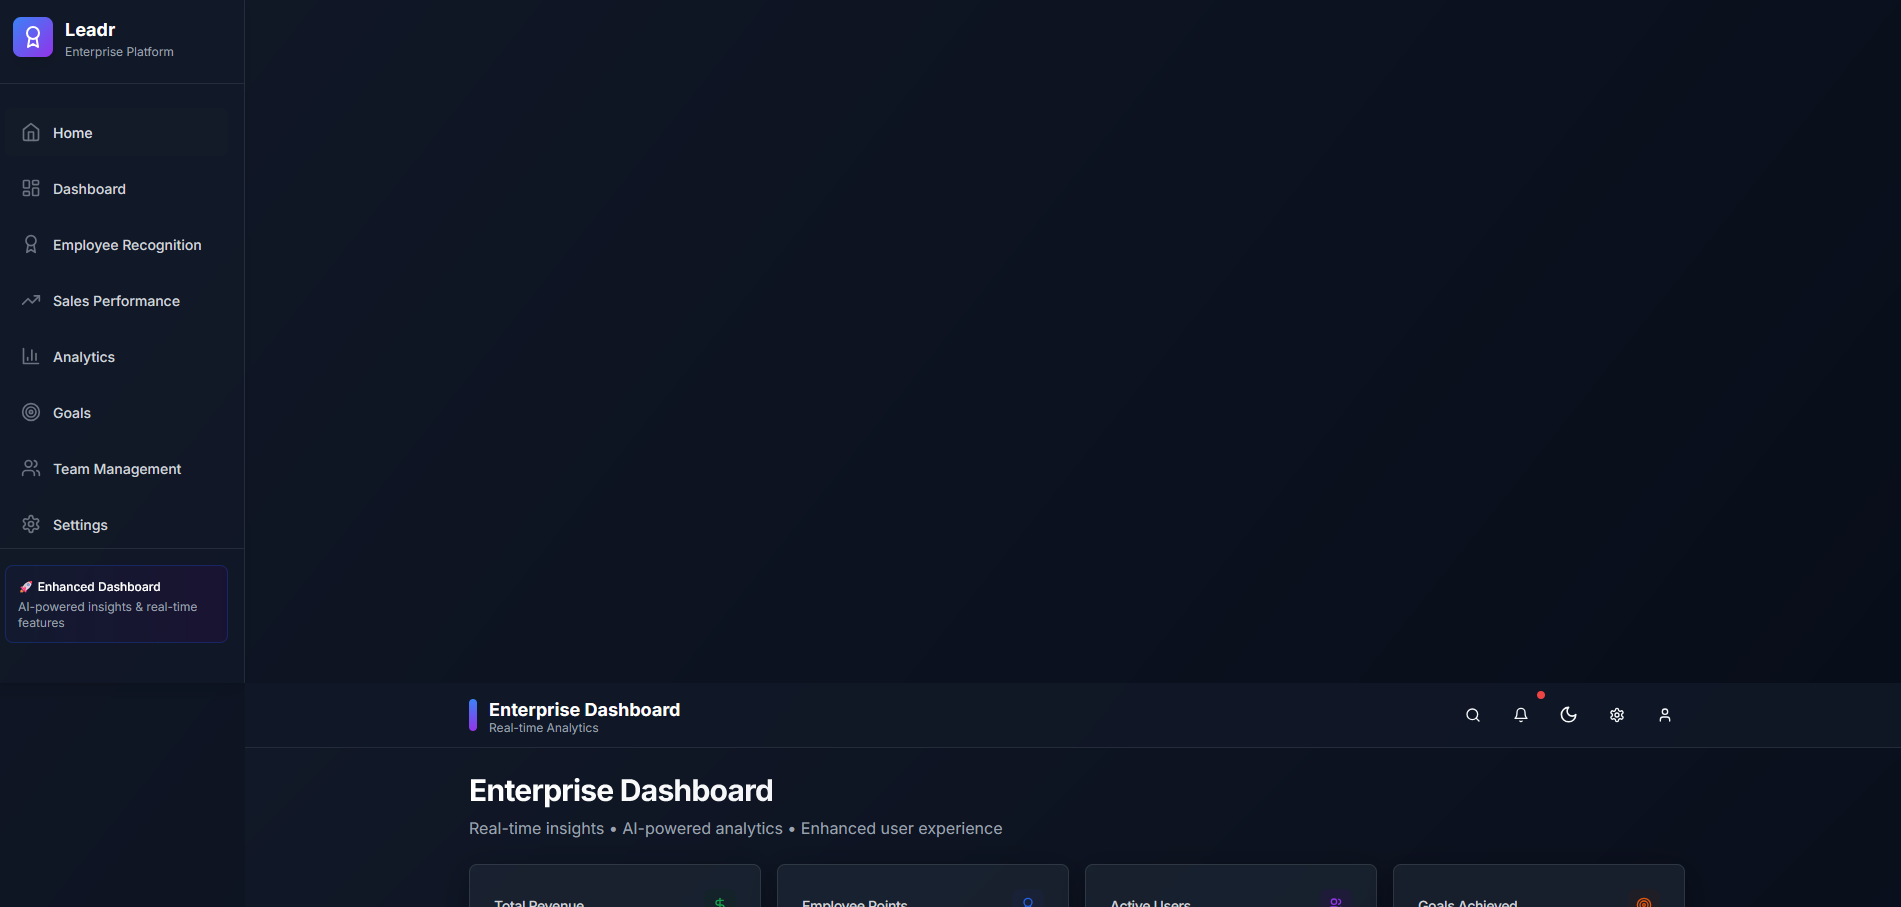 Leadr
Enterprise Platform
Home
Dashboard
Employee Recognition
Sales Performance
Analytics
Goals
Team Management
Settings
🚀 Enhanced Dashboard
AI-powered insights & real-time
features
Enterprise Dashboard
Real-time Analytics
Enterprise Dashboard
Real-time insights • AI-powered analytics • Enhanced user experience
Total Revenue
Employee Points
Active Users
Goals Achieved